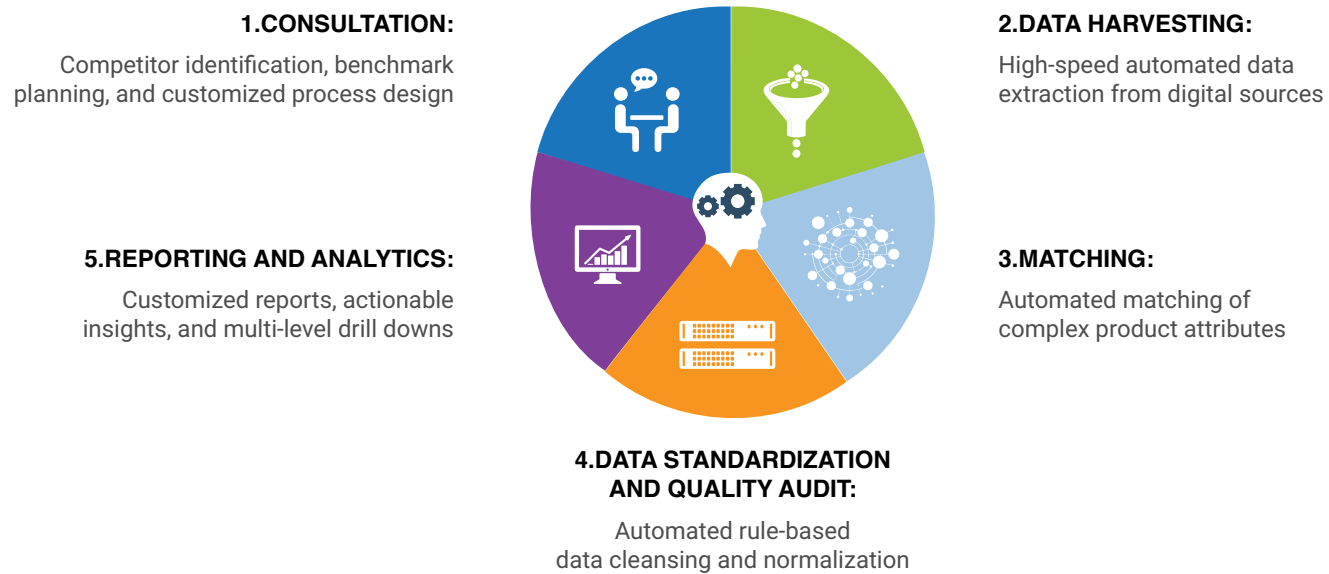 1.CONSULTATION:
Competitor identification, benchmark
planning, and customized process design
2.DATA HARVESTING:
High-speed automated data
extraction from digital sources
3.MATCHING:
Automated matching of
complex product attributes
4.DATA STANDARDIZATION
AND QUALITY AUDIT:
Automated rule-based
data cleansing and normalization
5.REPORTING AND ANALYTICS:
Customized reports, actionable
insights, and multi-level drill downs